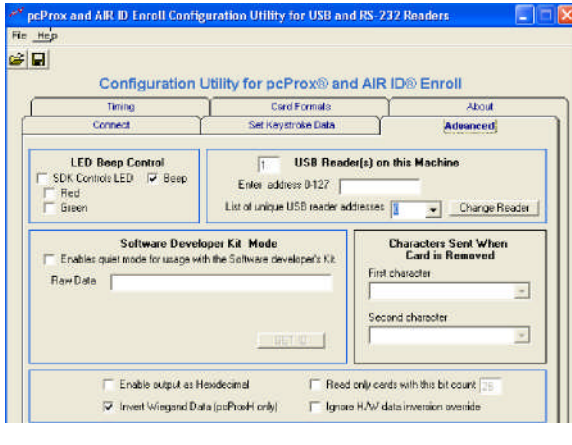 pcProx and AIR ID Enroll Configuration Utility for USB and RS-232 Readers
File Help
Configuration Utility for pcProx® and AIR ID® Enroll
Timing Card Formats About
Connect Set Keystroke Data Advanced
LED Beep Control
SDK Controls LED Beep
Red
Green
1 USB Reader(s) on this Machine
Enter address 0-127
List of unique USB reader addresses 0 Change Reader
Software Developer Kit Mode
Enables quiet mode for usage with the Software developer's Kit
Raw Data
GET ID
Characters Sent When
Card is Removed
First character
Second character
Enable output as Hexidecimal Read only cards with this bit count 26
Invert Wiegand Data (pcProxH only) Ignore H/W data inversion override